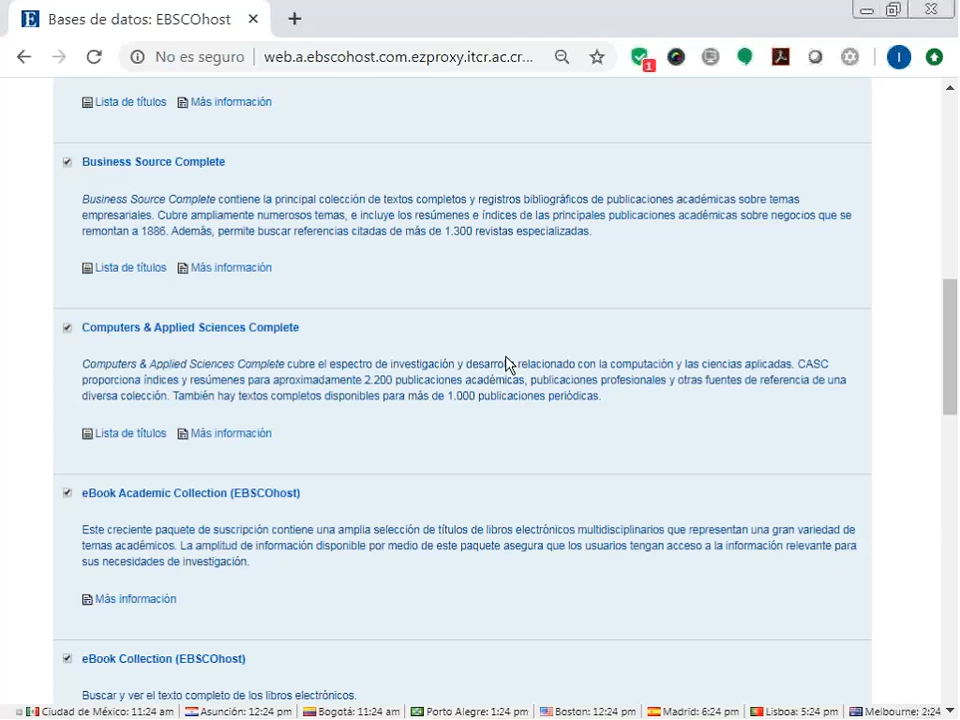 Bases de datos: EBSCOhost
No es seguro | web.a.ebscohost.com.ezproxy.itcr.ac.cr...
1
I
Lista de títulos Más información
Business Source Complete
Business Source Complete contiene la principal colección de textos completos y registros bibliográficos de publicaciones académicas sobre temas
empresariales. Cubre ampliamente numerosos temas, e incluye los resúmenes e índices de las principales publicaciones académicas sobre negocios que se
remontan a 1886. Además, permite buscar referencias citadas de más de 1.300 revistas especializadas.
Lista de títulos Más información
Computers & Applied Sciences Complete
Computers & Applied Sciences Complete cubre el espectro de investigación y desarrollo relacionado con la computación y las ciencias aplicadas. CASC
proporciona índices y resúmenes para aproximadamente 2.200 publicaciones académicas, publicaciones profesionales y otras fuentes de referencia de una
diversa colección. También hay textos completos disponibles para más de 1.000 publicaciones periódicas.
Lista de títulos Más información
eBook Academic Collection (EBSCOhost)
Este creciente paquete de suscripción contiene una amplia selección de títulos de libros electrónicos multidisciplinarios que representan una gran variedad de
temas académicos. La amplitud de información disponible por medio de este paquete asegura que los usuarios tengan acceso a la información relevante para
sus necesidades de investigación.
Más información
eBook Collection (EBSCOhost)
Buscar y ver el texto completo de los libros electrónicos.
Ciudad de México: 11:24 am | Asunción: 12:24 pm | Bogotá: 11:24 am | Porto Alegre: 1:24 pm | Boston: 12:24 pm | Madrid: 6:24 pm | Lisboa: 5:24 pm | Melbourne: 2:24